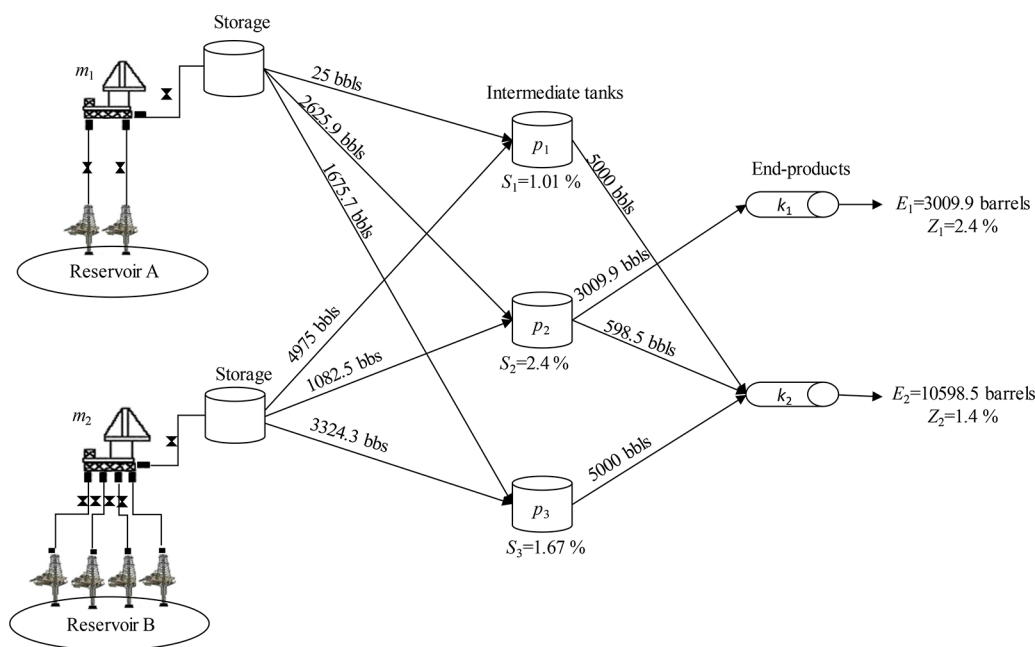 Storage
m1
25 bbls
2625.9 bbls
1675.7 bbls
Reservoir A
Intermediate tanks
p1
S1=1.01 %
5000 bbls
End-products
k1
E1=3009.9 barrels
Z1=2.4 %
3009.9 bbls
p2
S2=2.4 %
598.5 bbls
4975 bbls
1082.5 bbs
3324.3 bbs
Storage
m2
k2
E2=10598.5 barrels
Z2=1.4 %
5000 bbls
p3
S3=1.67 %
Reservoir B